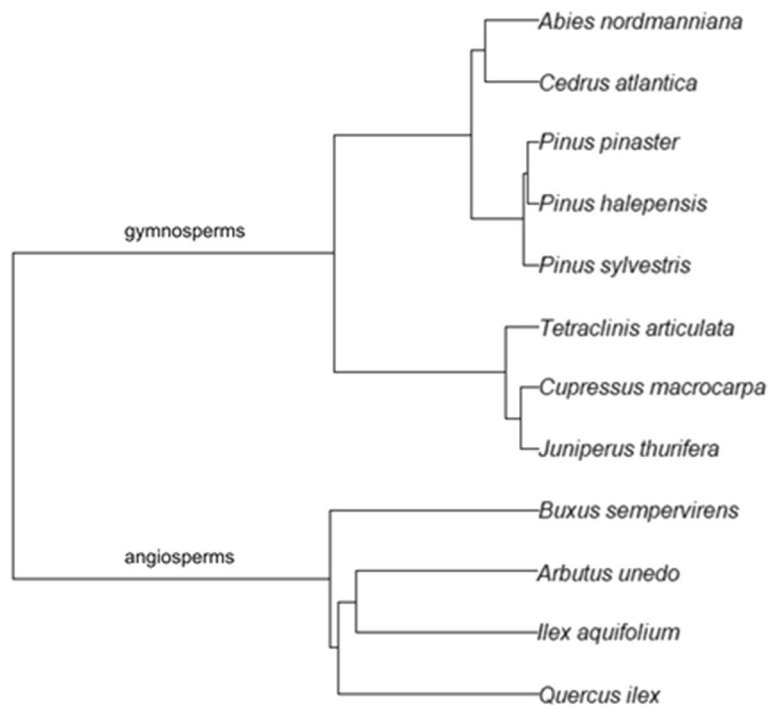 Abies nordmanniana
Cedrus atlantica
Pinus pinaster
Pinus halepensis
gymnosperms
Pinus sylvestris
Tetraclinis articulata
Cupressus macrocarpa
Juniperus thurifera
Buxus sempervirens
angiosperms
Arbutus unedo
Ilex aquifolium
Quercus ilex